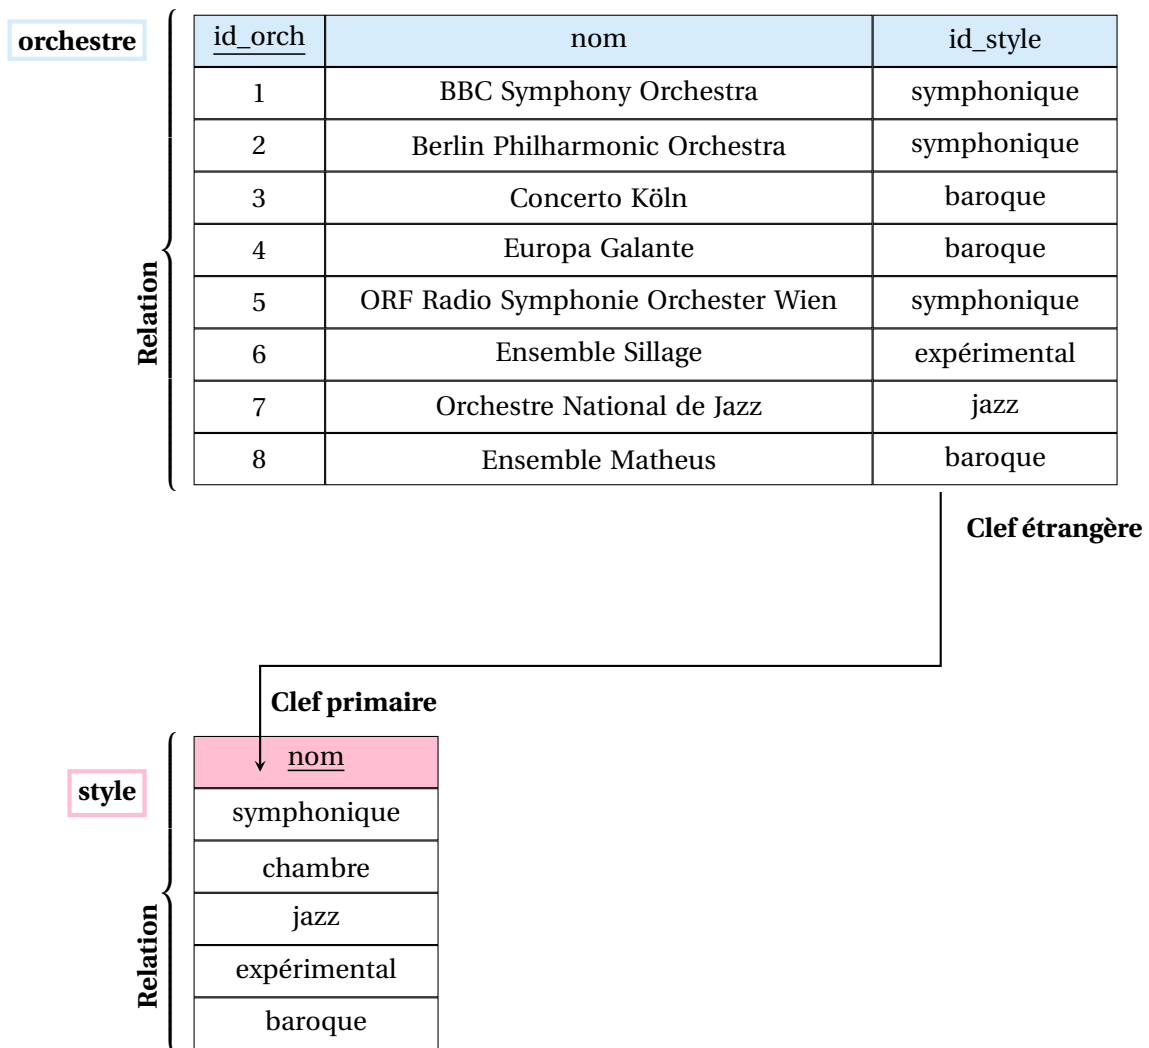 orchestre
id_orch nom id_style
1 BBC Symphony Orchestra symphonique
2 Berlin Philharmonic Orchestra symphonique
3 Concerto Köln baroque
4 Europa Galante baroque
5 ORF Radio Symphonie Orchester Wien symphonique
6 Ensemble Sillage expérimental
7 Orchestre National de Jazz jazz
8 Ensemble Matheus baroque
Relation
Clef étrangère
Clef primaire
style
nom
symphonique
chambre
jazz
expérimental
baroque
Relation